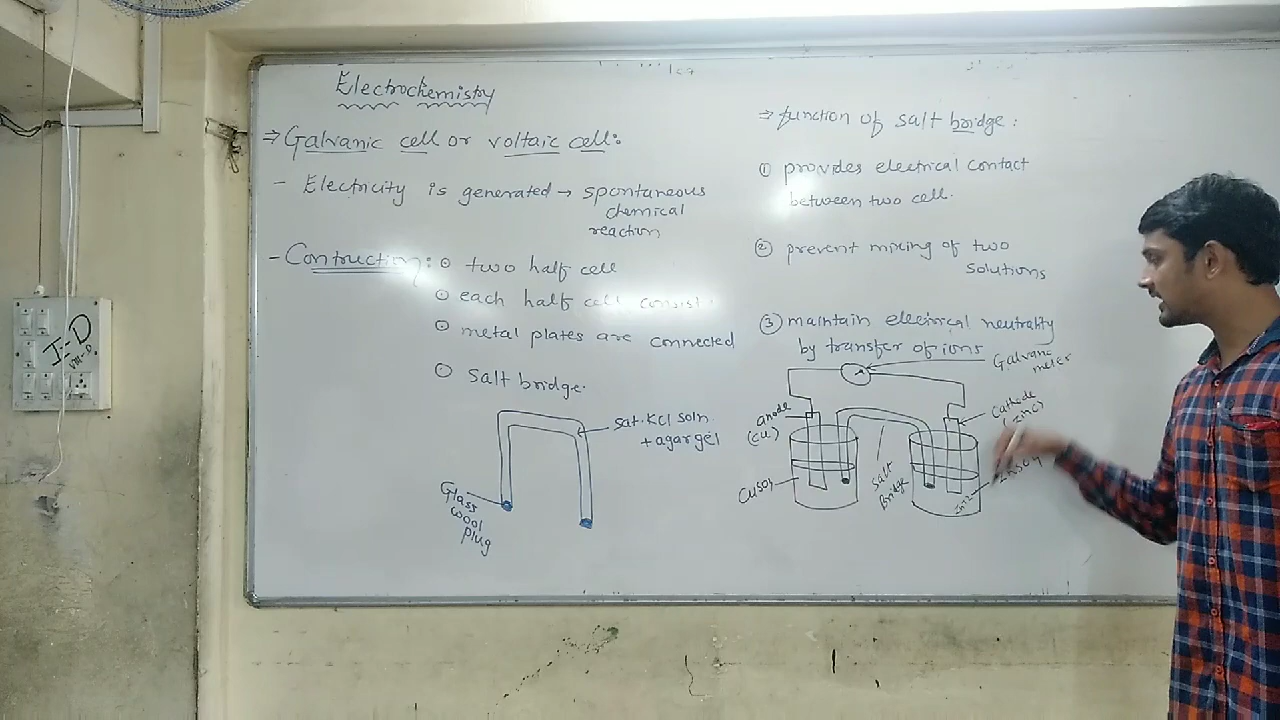 Electrochemistry
⇒ Galvanic cell or voltaic cell:
- Electricity is generated → spontaneous
chemical
reaction
- Contruction: ⊙ two half cell
⊙ each half cell consist
⊙ metal plates are connected
⊙ salt bridge.
sat. KCl soln
+ agar gel
Glass
wool
plug
⇒ function of salt bridge:
① provides electrical contact
between two cell.
② prevent mixing of two
solutions
③ maintain electrical neutrality
by transfer of ions
Galvano
meter
anode
(Cu)
Cathode
(zinc)
CuSO4
salt
Bridge
ZnSO4
I-D